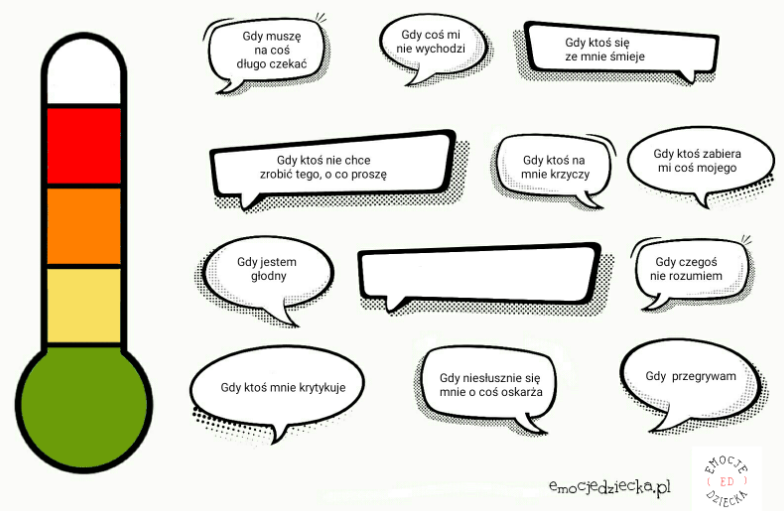 Gdy muszę
na coś
długo czekać
Gdy coś mi
nie wychodzi
Gdy ktoś się
ze mnie śmieje
Gdy ktoś nie chce
zrobić tego, o co proszę
Gdy ktoś na
mnie krzyczy
Gdy ktoś zabiera
mi coś mojego
Gdy jestem
głodny
Gdy czegoś
nie rozumiem
Gdy ktoś mnie krytykuje
Gdy niesłusznie się
mnie o coś oskarża
Gdy przegrywam
emocjedziecka.pl
EMOCJE
( ED )
DZIECKA